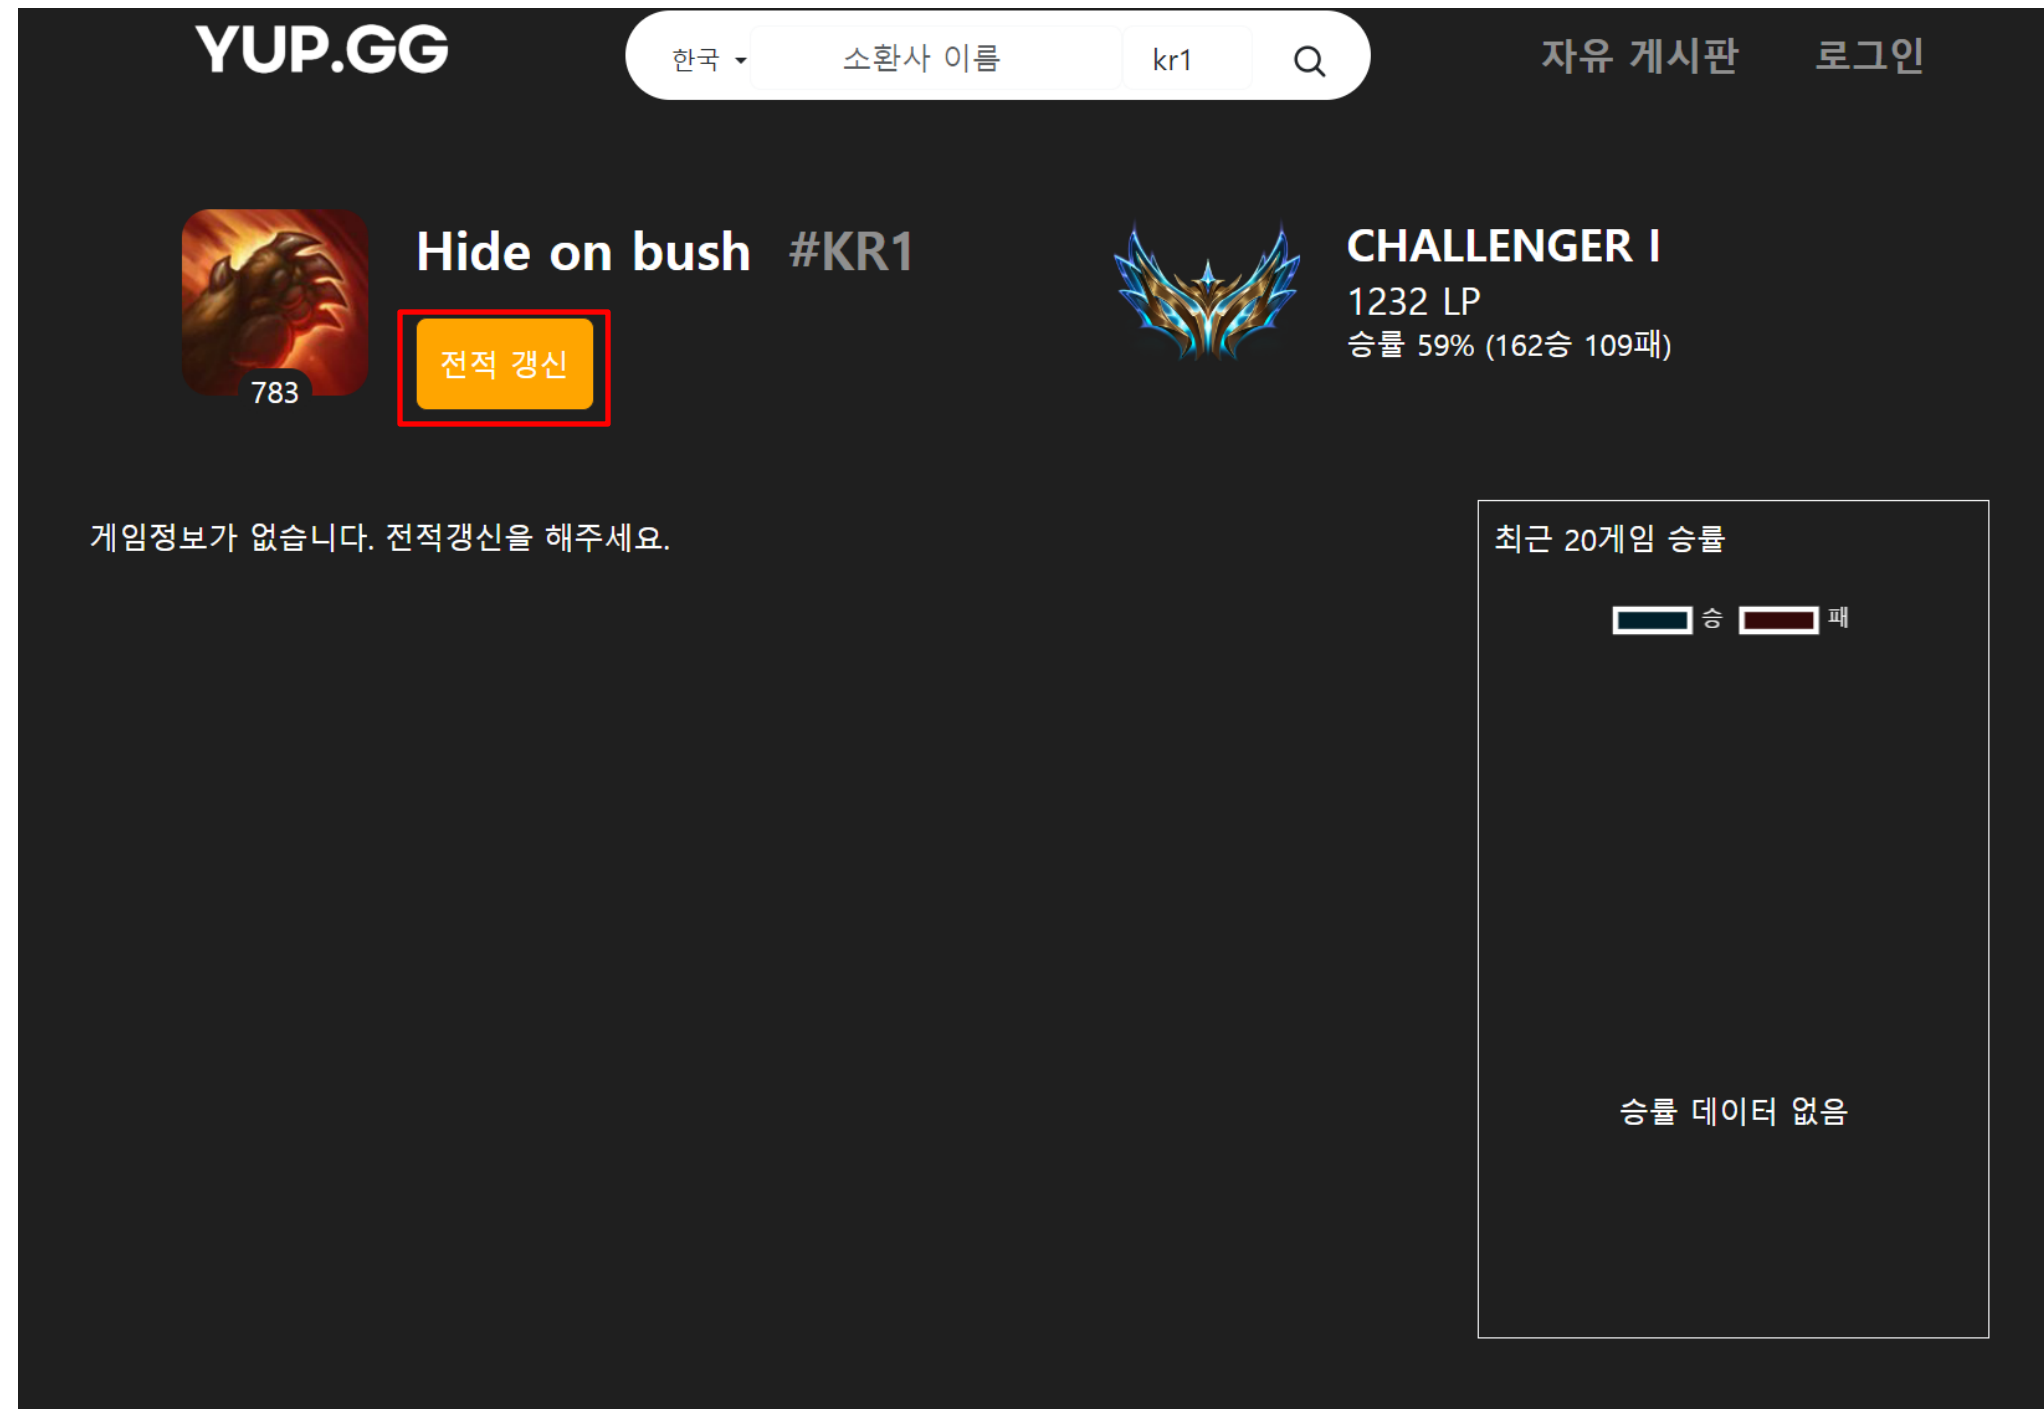 YUP.GG
한국 소환사 이름 kr1
자유 게시판 로그인
Hide on bush #KR1
전적 갱신
783
CHALLENGER I
1232 LP
승률 59% (162승 109패)
게임정보가 없습니다. 전적갱신을 해주세요.
최근 20게임 승률
승 패
승률 데이터 없음